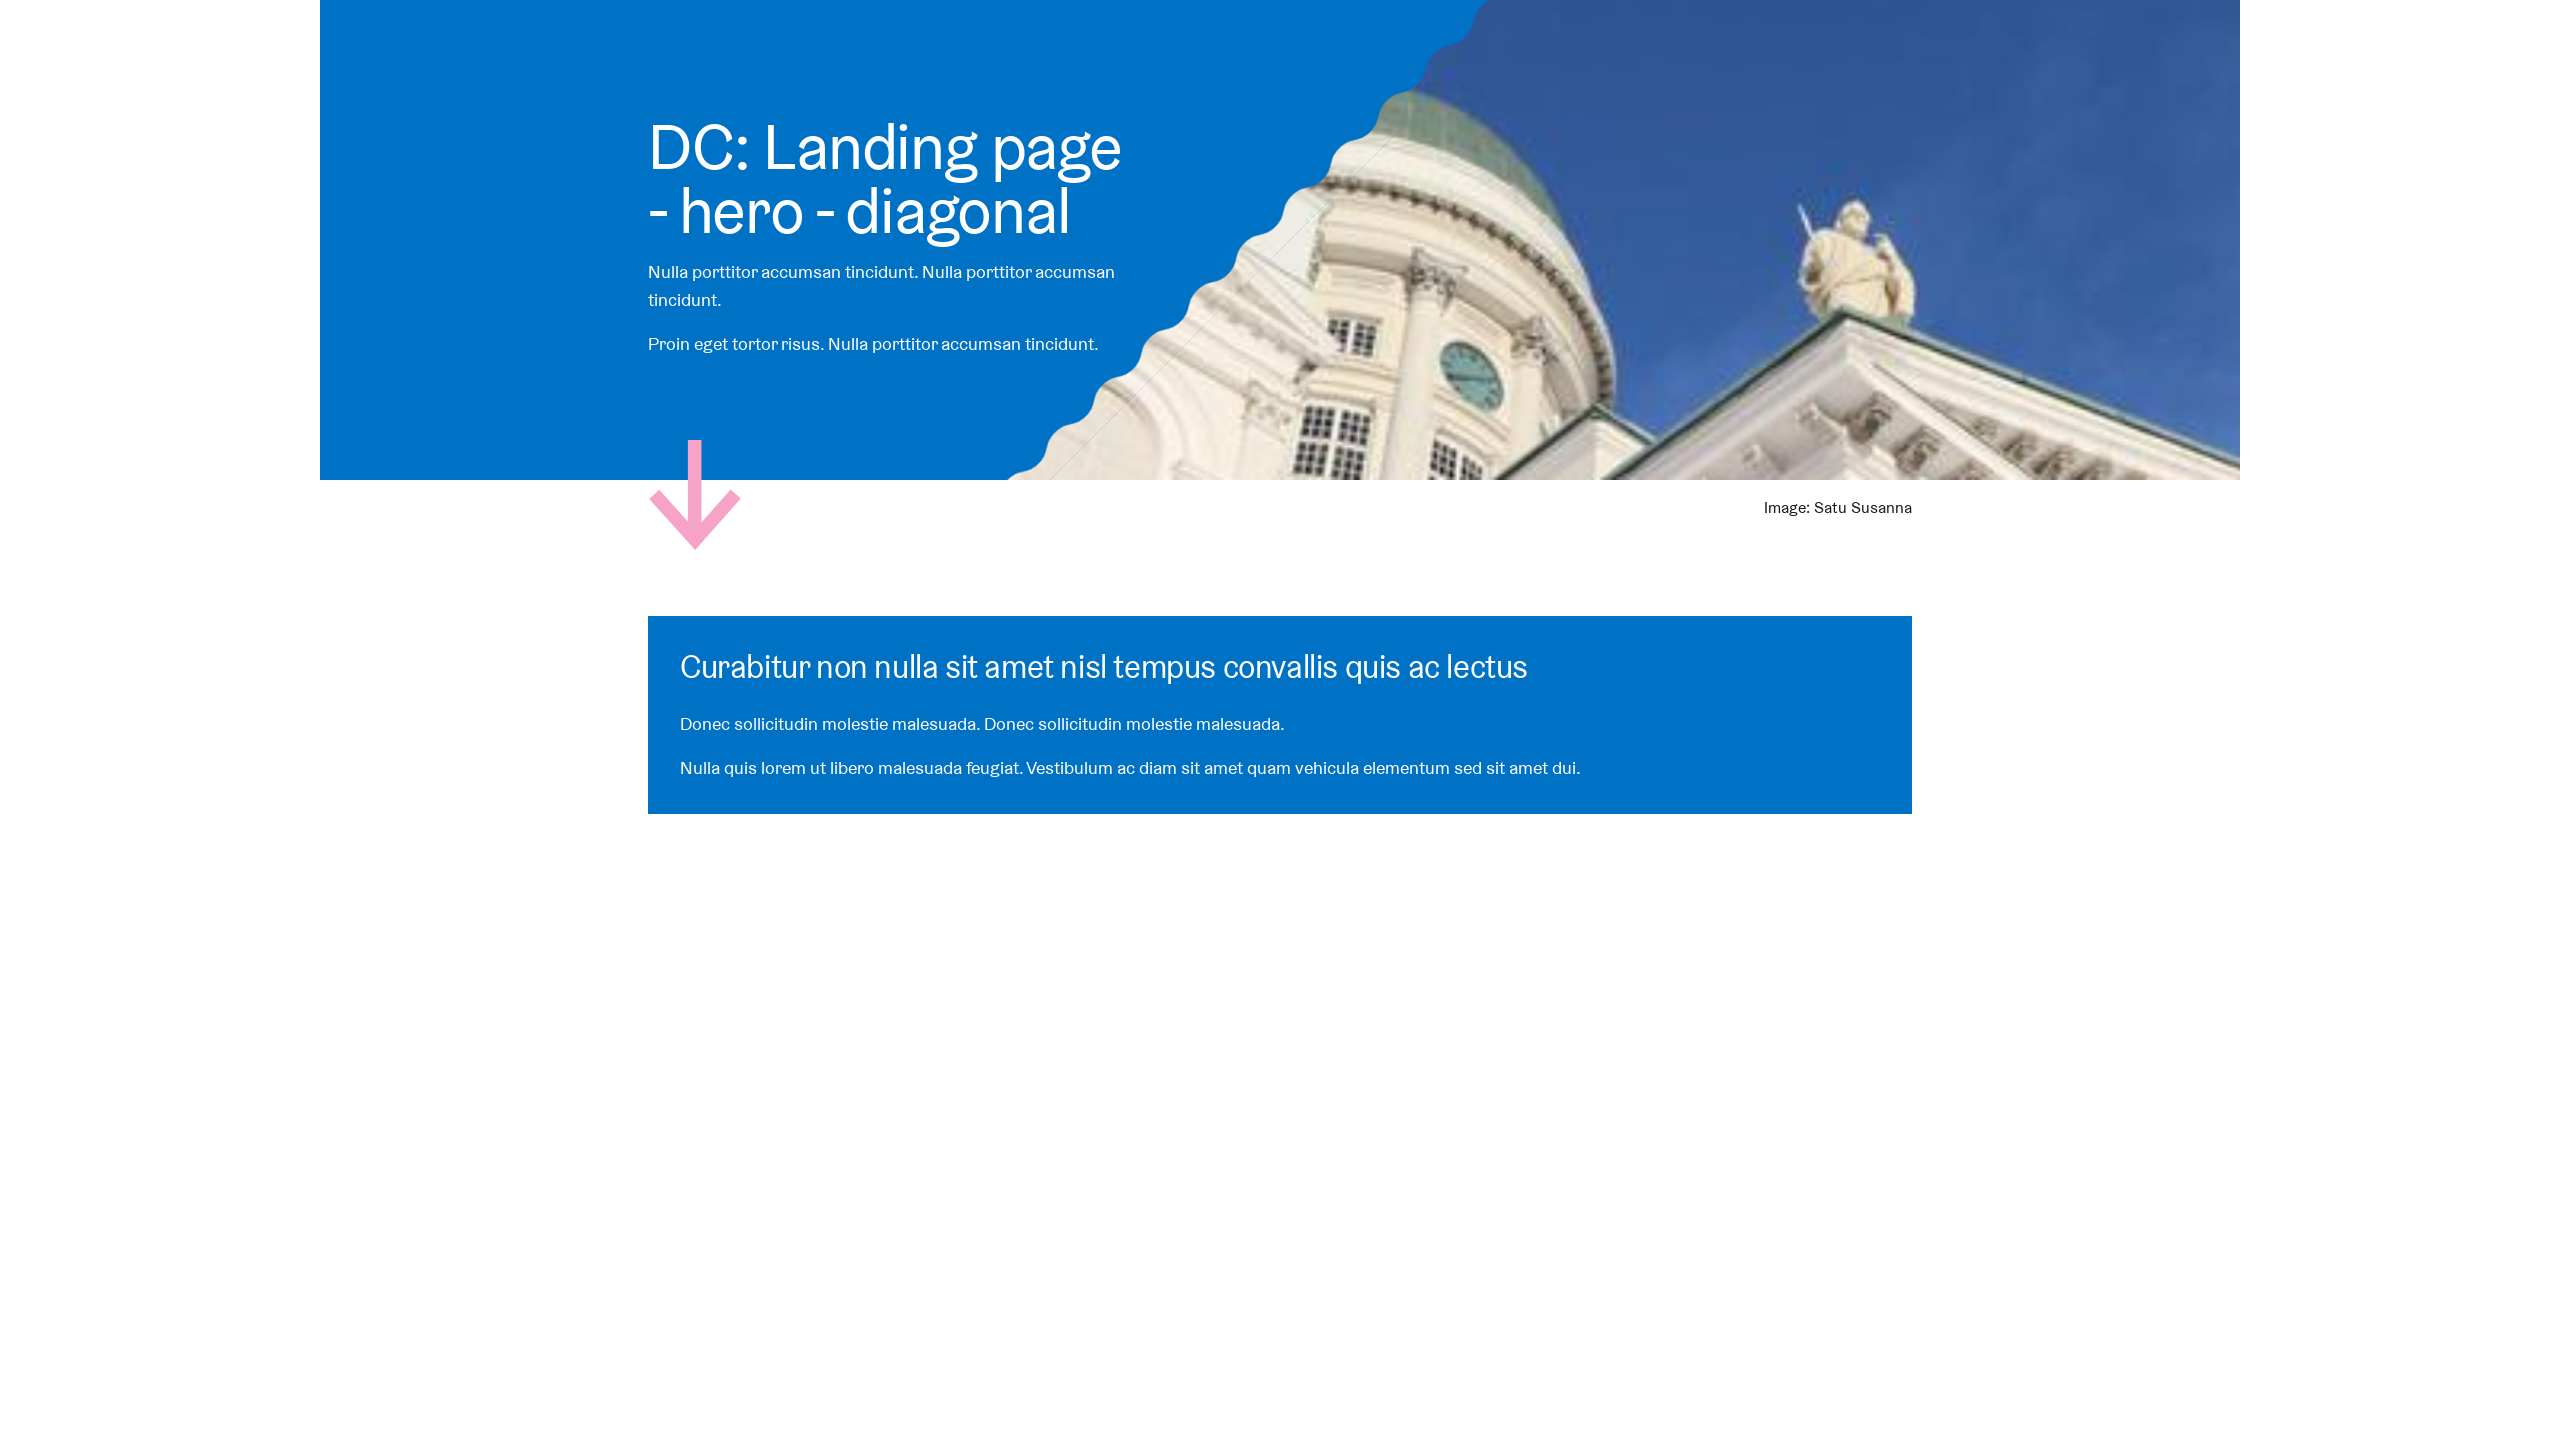 DC: Landing page
- hero - diagonal
Nulla porttitor accumsan tincidunt. Nulla porttitor accumsan
tincidunt.
Proin eget tortor risus. Nulla porttitor accumsan tincidunt.
Image: Satu Susanna
Curabitur non nulla sit amet nisl tempus convallis quis ac lectus
Donec sollicitudin molestie malesuada. Donec sollicitudin molestie malesuada.
Nulla quis lorem ut libero malesuada feugiat. Vestibulum ac diam sit amet quam vehicula elementum sed sit amet dui.